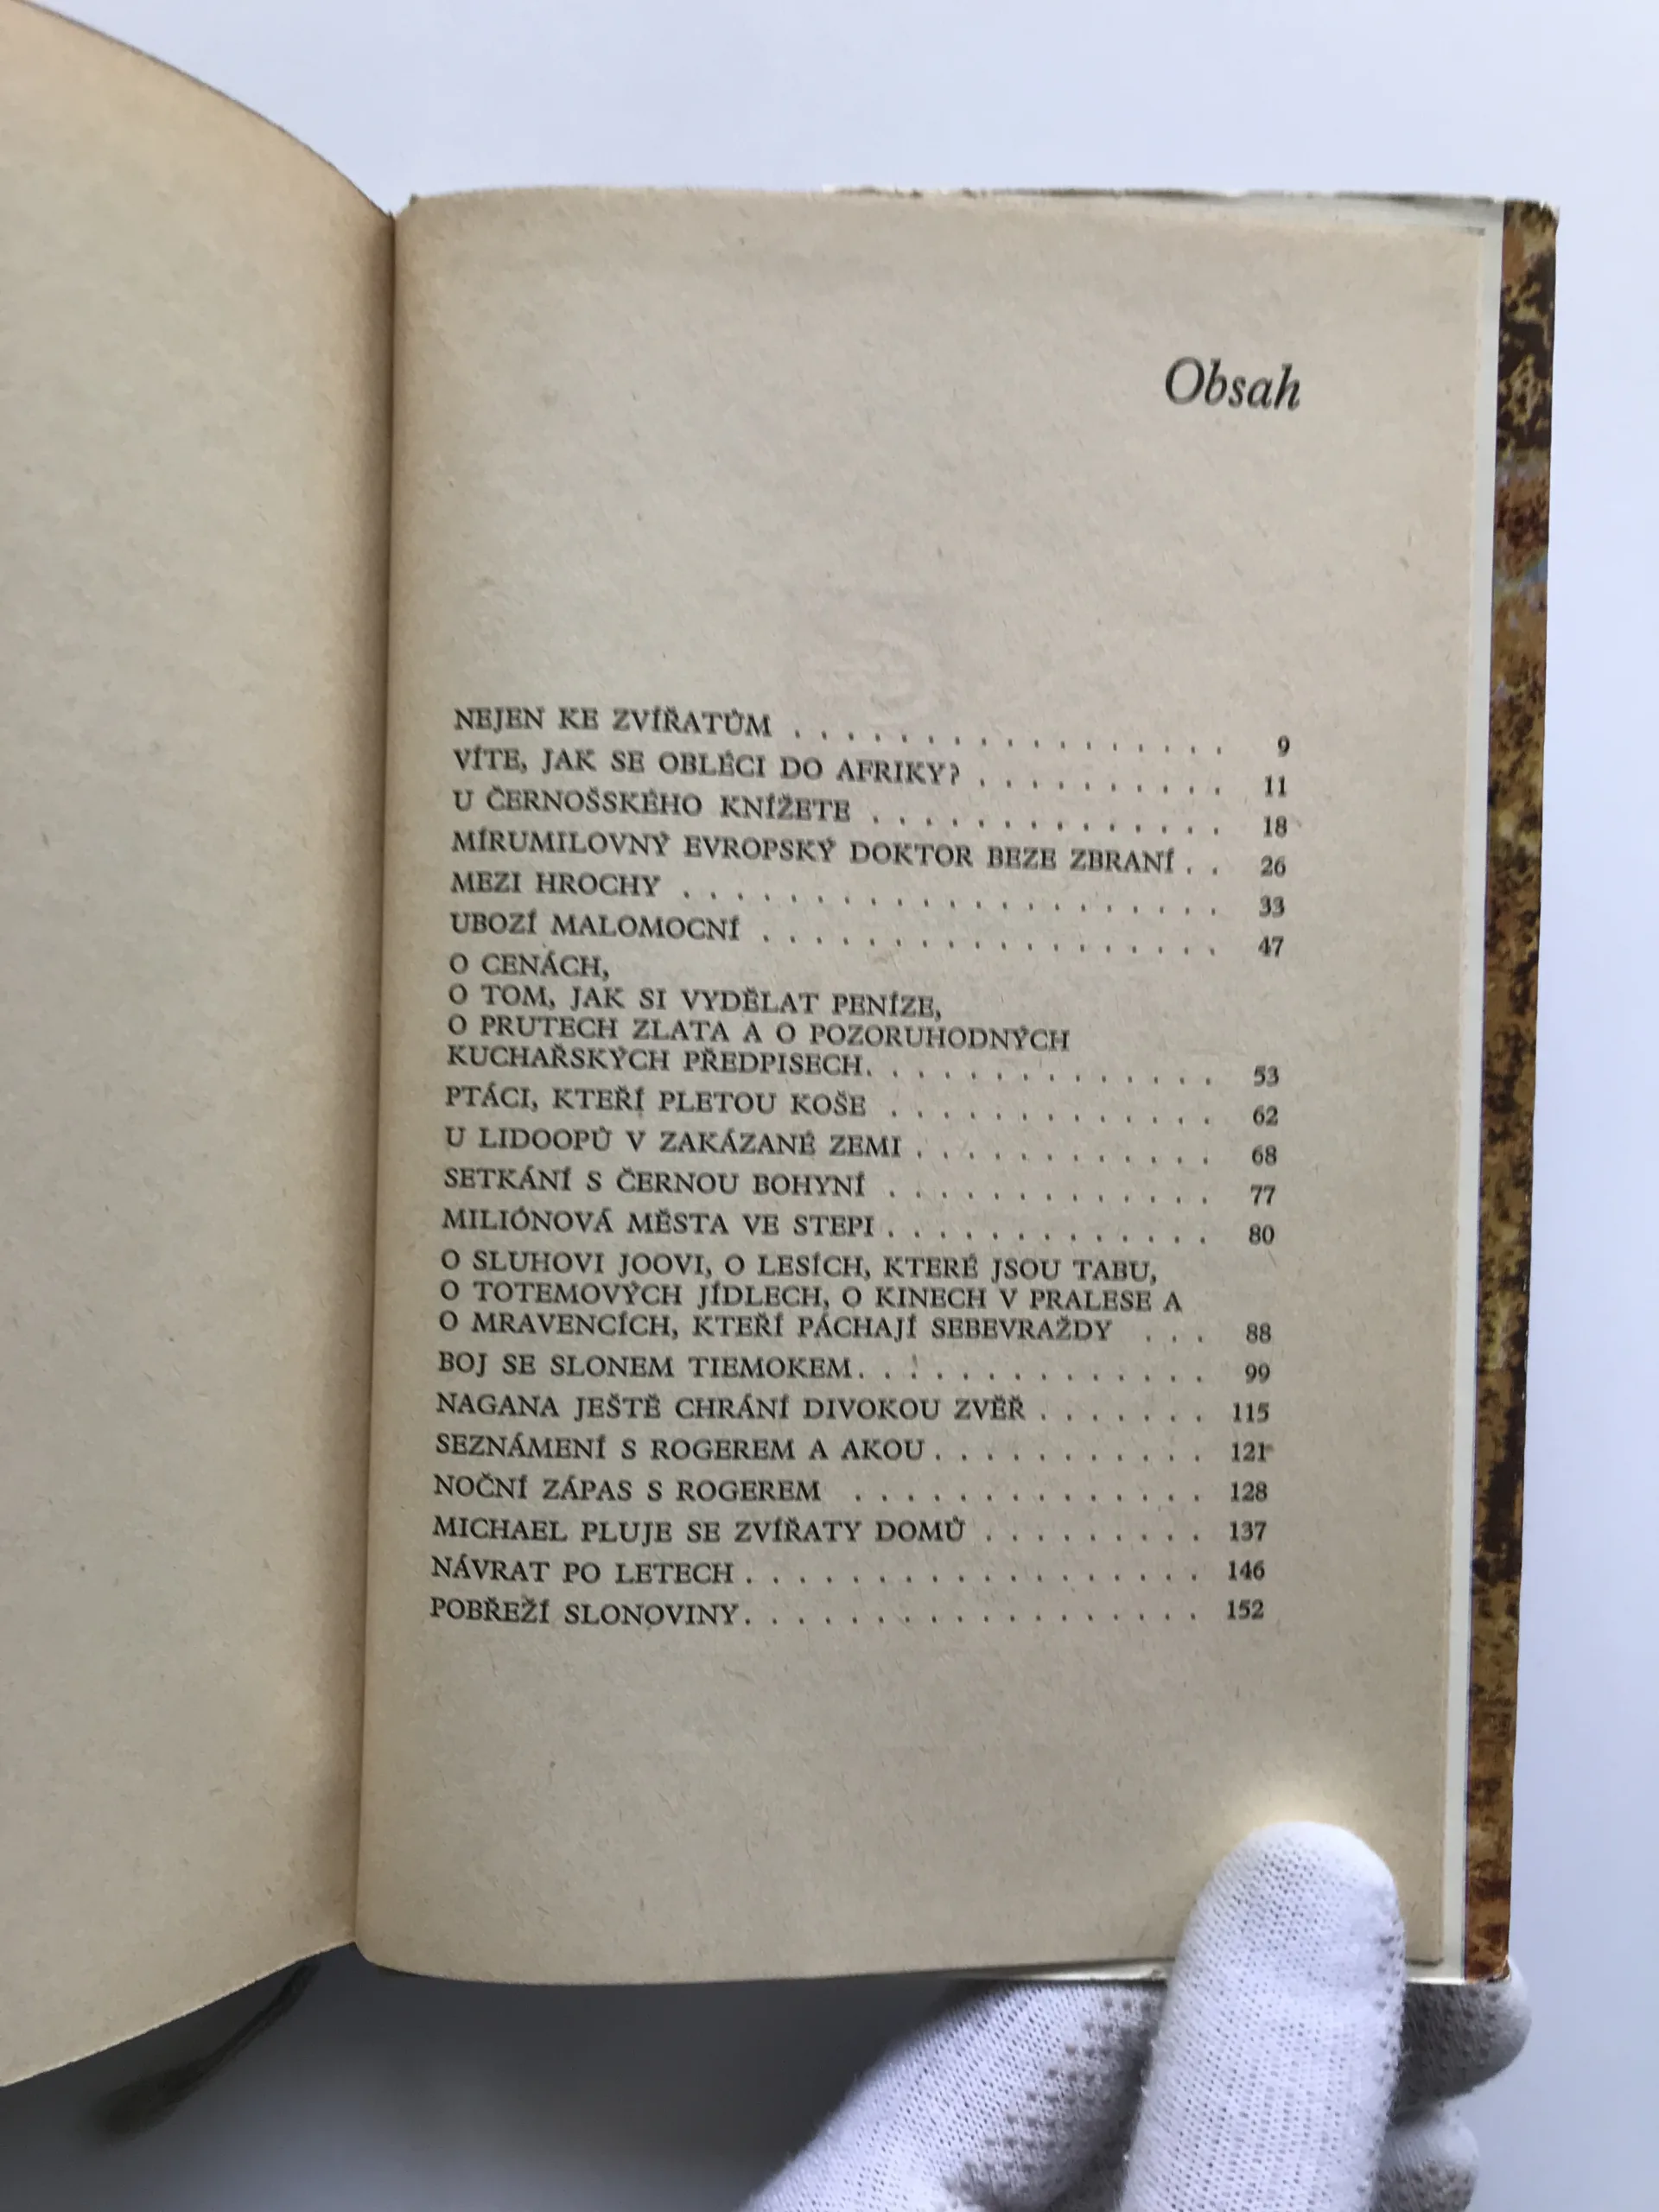 Obsah
NEJEN KE ZVÍŘATŮM . . . . . . . . . . . . . . . . . 9
VÍTE, JAK SE OBLÉCI DO AFRIKY? . . . . . . . . . . 11
U ČERNOŠSKÉHO KNÍŽETE . . . . . . . . . . . . . . 18
MÍRUMILOVNÝ EVROPSKÝ DOKTOR BEZE ZBRANÍ . . 26
MEZI HROCHY . . . . . . . . . . . . . . . . . . . . . 33
UBOZÍ MALOMOCNÍ . . . . . . . . . . . . . . . . . . 47
O CENÁCH,
O TOM, JAK SI VYDĚLAT PENÍZE,
O PRUTECH ZLATA A O POZORUHODNÝCH
KUCHAŘSKÝCH PŘEDPISECH. . . . . . . . . . . . . . 53
PTÁCI, KTEŘÍ PLETOU KOŠE . . . . . . . . . . . . . 62
U LIDOOPŮ V ZAKÁZANÉ ZEMI . . . . . . . . . . . . 68
SETKÁNÍ S ČERNOU BOHYNÍ . . . . . . . . . . . . . 77
MILIÓNOVÁ MĚSTA VE STEPI . . . . . . . . . . . . . 80
O SLUHOVI JOOVI, O LESÍCH, KTERÉ JSOU TABU,
O TOTEMOVÝCH JÍDLECH, O KINECH V PRALESE A
O MRAVENCÍCH, KTEŘÍ PÁCHAJÍ SEBEVRAŽDY . . . 88
BOJ SE SLONEM TIEMOKEM. . . . . . . . . . . . . . 99
NAGANA JEŠTĚ CHRÁNÍ DIVOKOU ZVĚŘ . . . . . . . 115
SEZNÁMENÍ S ROGEREM A AKOU . . . . . . . . . . . 121
NOČNÍ ZÁPAS S ROGEREM . . . . . . . . . . . . . . 128
MICHAEL PLUJE SE ZVÍŘATY DOMŮ . . . . . . . . . 137
NÁVRAT PO LETECH . . . . . . . . . . . . . . . . . . 146
POBŘEŽÍ SLONOVINY. . . . . . . . . . . . . . . . . . 152